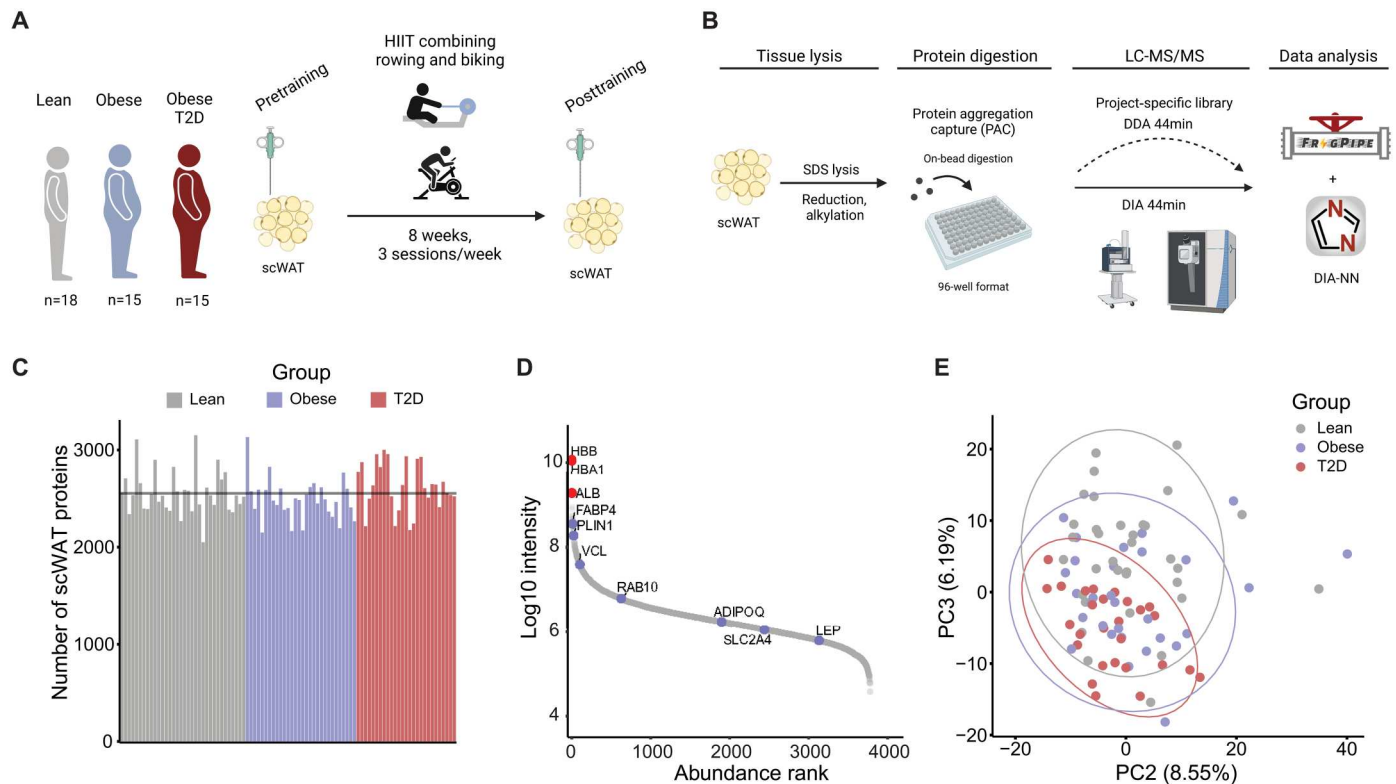 A
Lean
Obese
Obese
T2D
n=18
n=15
n=15
Pretraining
scWAT
HIIT combining
rowing and biking
8 weeks,
3 sessions/week
Posttraining
scWAT
B
Tissue lysis
Protein digestion
LC-MS/MS
Data analysis
scWAT
SDS lysis
Reduction,
alkylation
Protein aggregation
capture (PAC)
On-bead digestion
96-well format
Project-specific library
DDA 44min
DIA 44min
FRAGPIPE
+
N
N
DIA-NN
C
Group
Lean
Obese
T2D
Number of scWAT proteins
3000
2000
1000
0
D
Log10 intensity
10
8
6
4
HBB
HBA1
ALB
FABP4
PLIN1
VCL
RAB10
ADIPOQ
SLC2A4
LEP
0
1000
2000
3000
4000
Abundance rank
E
Group
Lean
Obese
T2D
PC3 (6.19%)
20
10
0
−10
−20
−20
0
20
40
PC2 (8.55%)